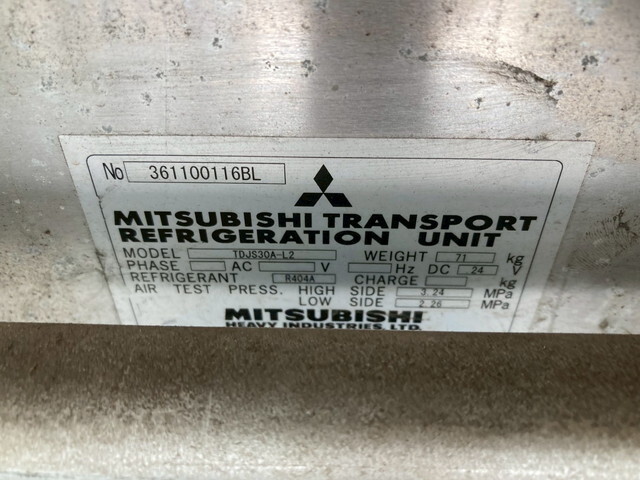 No 361100116BL
MITSUBISHI TRANSPORT
REFRIGERATION UNIT
MODEL TDJS30A-L2 WEIGHT 71 kg
PHASE AC V Hz DC 24 V
REFRIGERANT R404A CHARGE kg
AIR TEST PRESS. HIGH SIDE 3.24 MPa
LOW SIDE 2.26 MPa
MITSUBISHI
HEAVY INDUSTRIES, LTD.